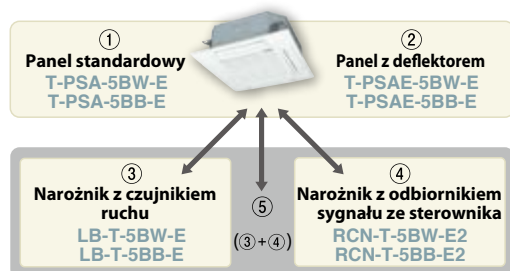 ①
Panel standardowy
T-PSA-5BW-E
T-PSA-5BB-E
②
Panel z deflektorem
T-PSAE-5BW-E
T-PSAE-5BB-E
③
Narożnik z czujnikiem
ruchu
LB-T-5BW-E
LB-T-5BB-E
⑤
(③+④)
④
Narożnik z odbiornikiem
sygnału ze sterownika
RCN-T-5BW-E2
RCN-T-5BB-E2